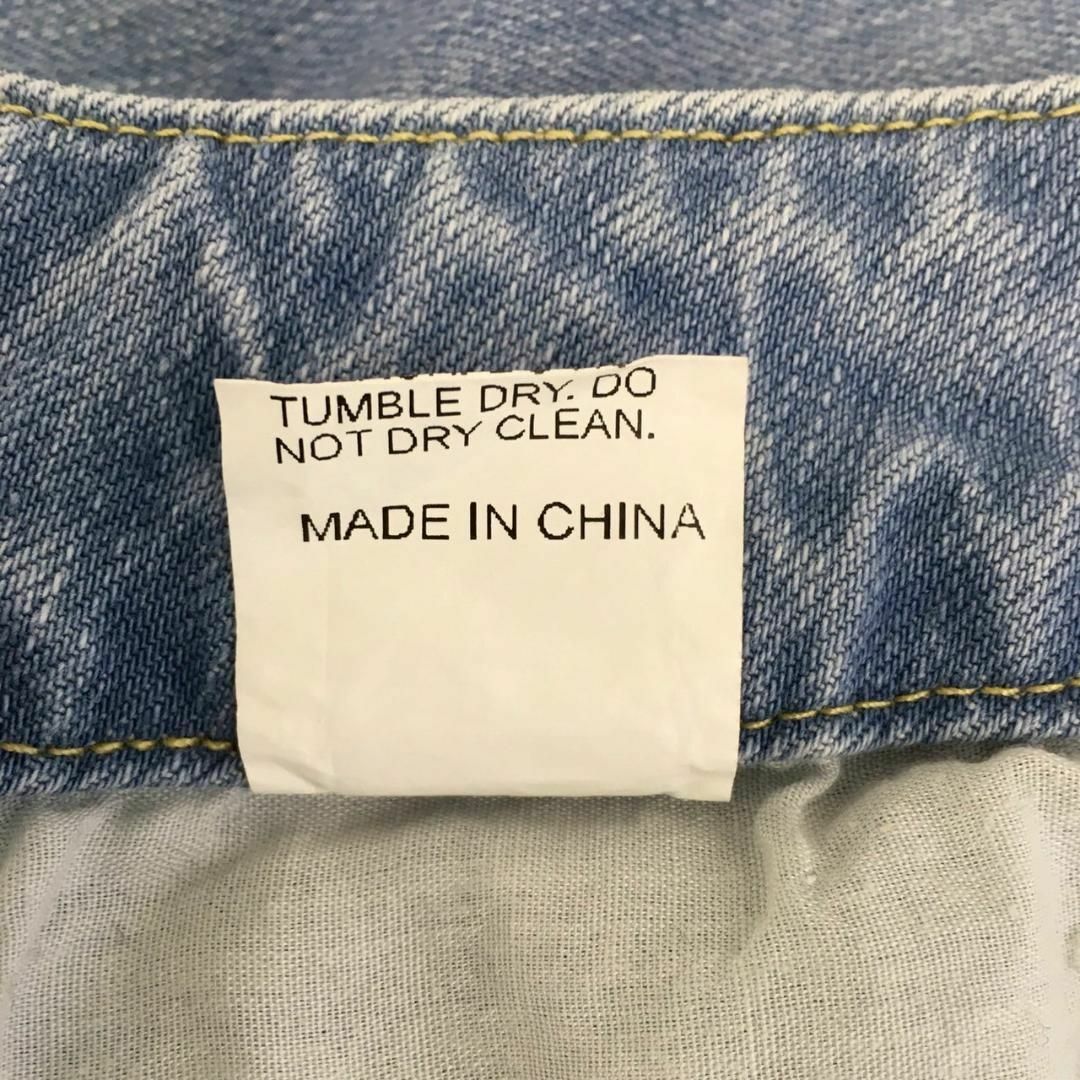 TUMBLE DRY. DO
NOT DRY CLEAN.
MADE IN CHINA